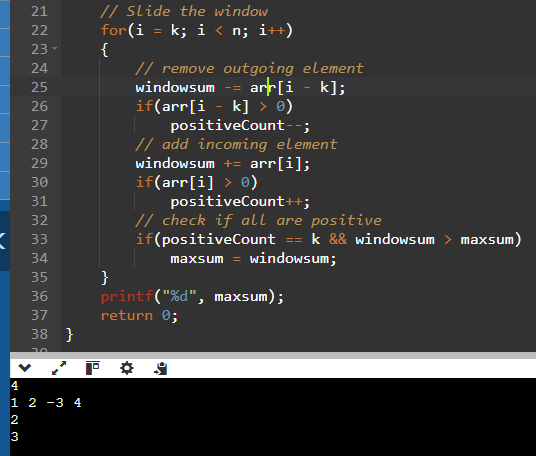 21 // Slide the window
22 for(i = k; i < n; i++)
23 {
24 // remove outgoing element
25 windowsum -= arr[i - k];
26 if(arr[i - k] > 0)
27 positiveCount--;
28 // add incoming element
29 windowsum += arr[i];
30 if(arr[i] > 0)
31 positiveCount++;
32 // check if all are positive
33 if(positiveCount == k && windowsum > maxsum)
34 maxsum = windowsum;
35 }
36 printf("%d", maxsum);
37 return 0;
38 }
39
4
1 2 -3 4
2
3